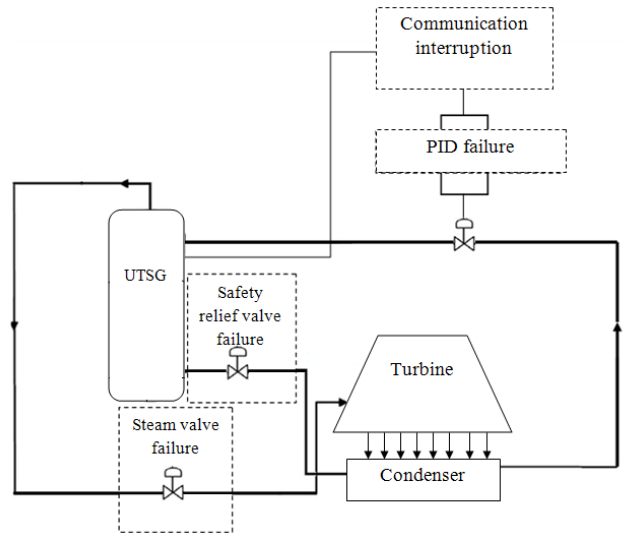 Communication
interruption
PID failure
UTSG
Safety
relief valve
failure
Turbine
Steam valve
failure
Condenser